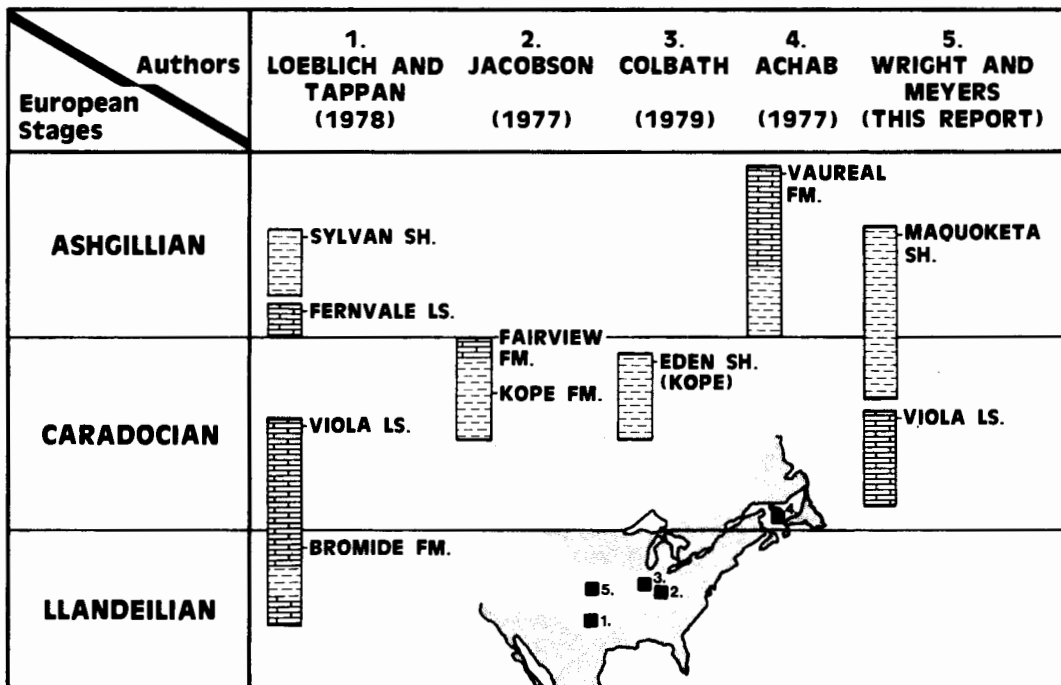 Authors
European
Stages
1.
LOEBLICH AND
TAPPAN
(1978)
2.
JACOBSON
(1977)
3.
COLBATH
(1979)
4.
ACHAB
(1977)
5.
WRIGHT AND
MEYERS
(THIS REPORT)
ASHGILLIAN
SYLVAN SH.
FERNVALE LS.
VAUREAL
FM.
MAQUOKETA
SH.
CARADOCIAN
VIOLA LS.
FAIRVIEW
FM.
KOPE FM.
EDEN SH.
(KOPE)
VIOLA LS.
LLANDEILIAN
BROMIDE FM.
4.
5.
3.
2.
1.